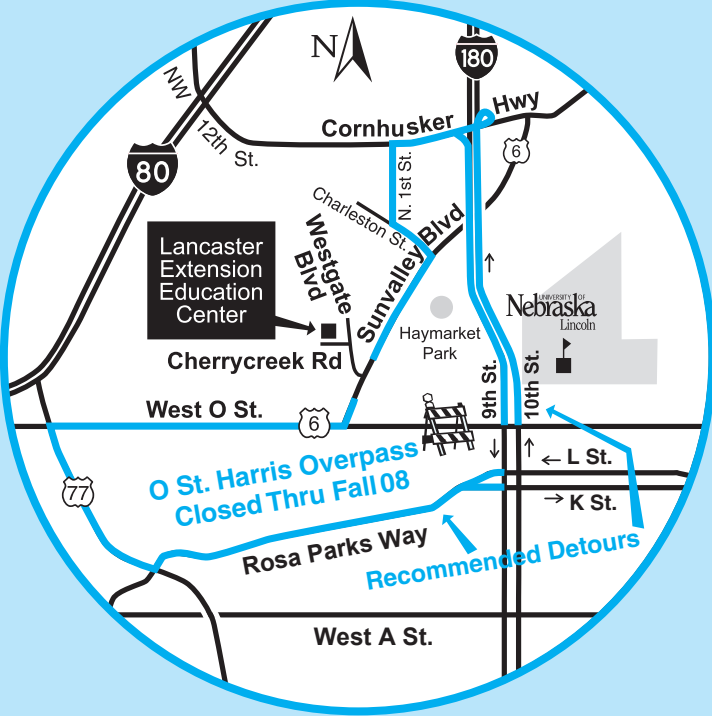 N
180
NW
12th St.
Cornhusker
Hwy
6
80
N. 1st St.
Charleston St.
Westgate
Blvd
Sunvalley Blvd
Lancaster
Extension
Education
Center
UNIVERSITY OF
Nebraska
Lincoln
Haymarket
Park
Cherrycreek Rd
9th St.
10th St.
West O St.
6
O St. Harris Overpass
Closed Thru Fall 08
L St.
77
K St.
Rosa Parks Way
Recommended Detours
West A St.